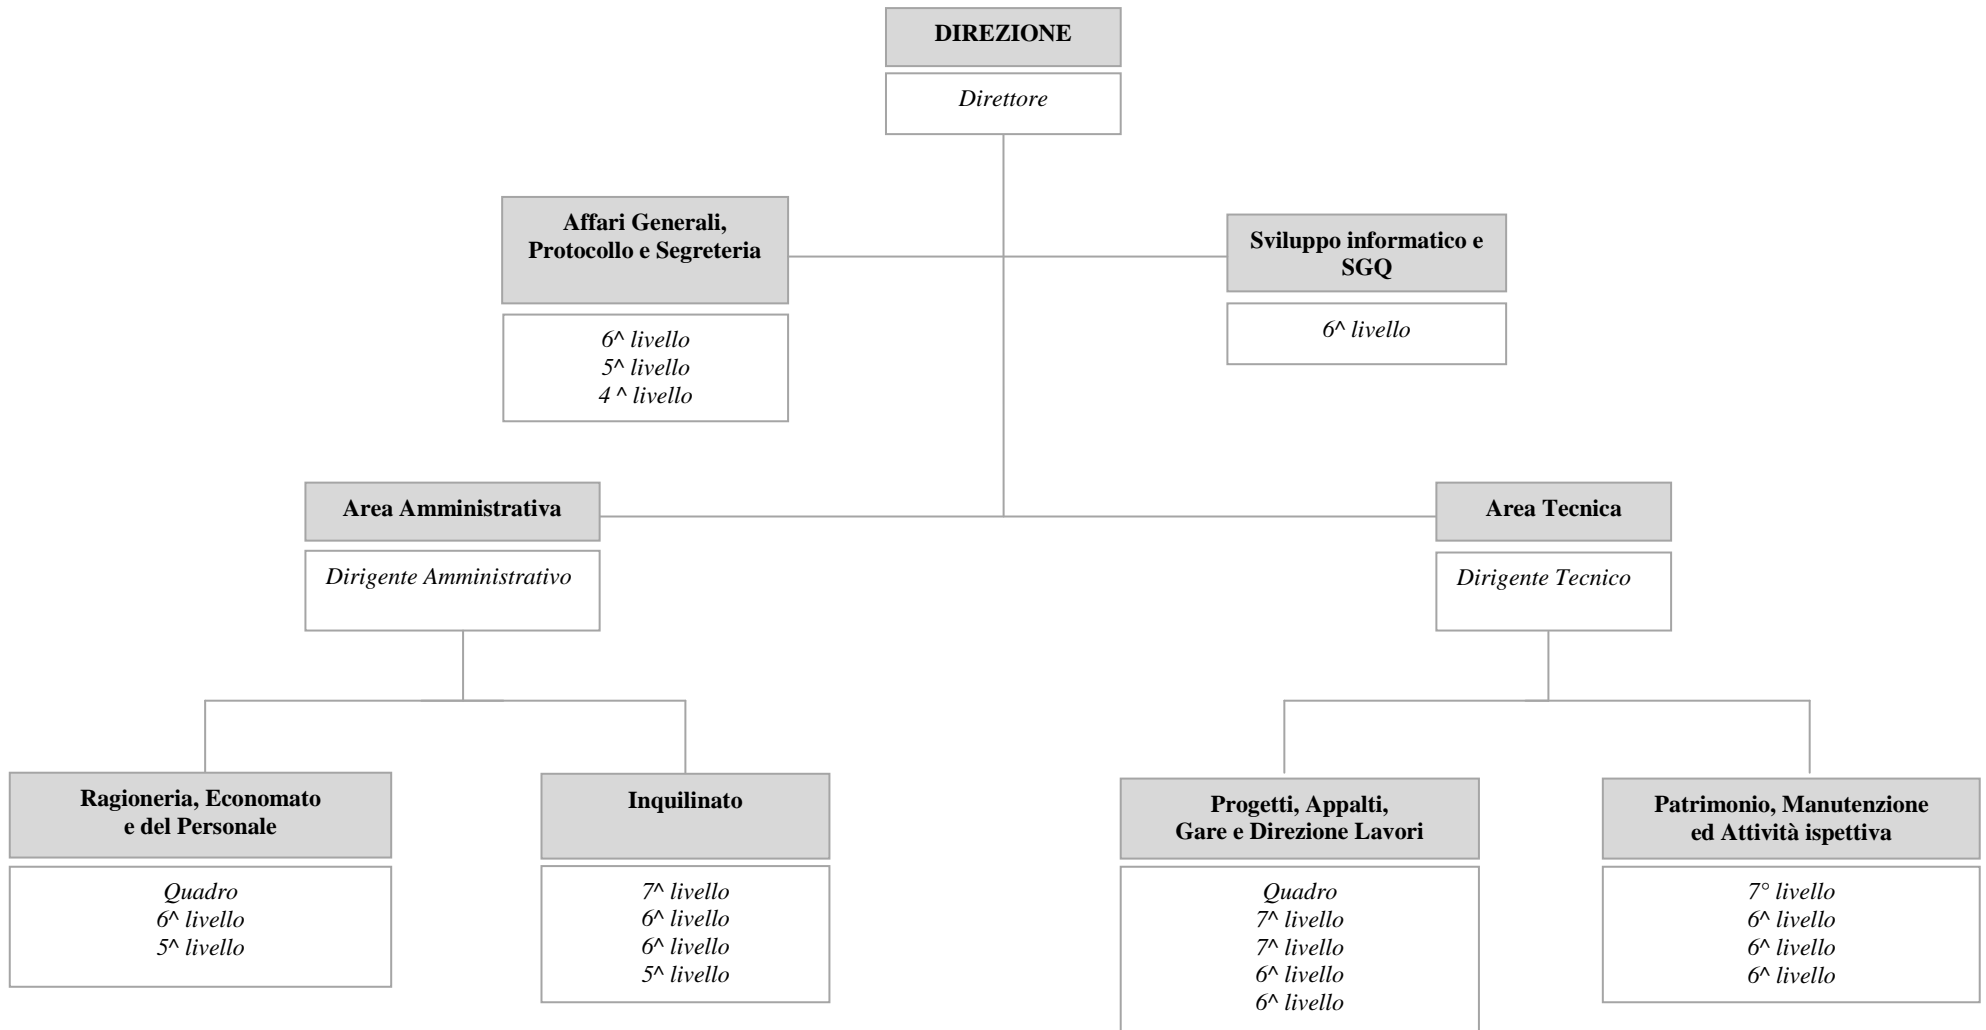 DIREZIONE
Direttore
Affari Generali,
Protocollo e Segreteria
6^ livello
5^ livello
4 ^ livello
Sviluppo informatico e
SGQ
6^ livello
Area Amministrativa
Dirigente Amministrativo
Area Tecnica
Dirigente Tecnico
Ragioneria, Economato
e del Personale
Quadro
6^ livello
5^ livello
Inquilinato
7^ livello
6^ livello
6^ livello
5^ livello
Progetti, Appalti,
Gare e Direzione Lavori
Quadro
7^ livello
7^ livello
6^ livello
6^ livello
Patrimonio, Manutenzione
ed Attività ispettiva
7° livello
6^ livello
6^ livello
6^ livello